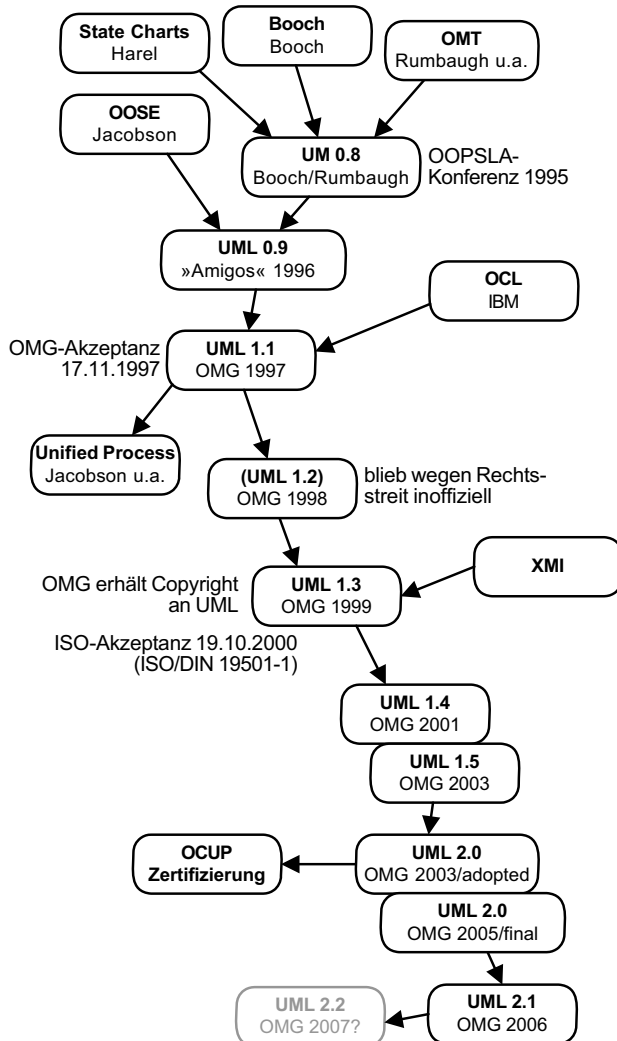 State Charts
Harel
Booch
Booch
OMT
Rumbaugh u.a.
OOSE
Jacobson
UM 0.8
Booch/Rumbaugh
OOPSLA-
Konferenz 1995
UML 0.9
»Amigos« 1996
OCL
IBM
OMG-Akzeptanz
17.11.1997
UML 1.1
OMG 1997
Unified Process
Jacobson u.a.
(UML 1.2)
OMG 1998
blieb wegen Rechts-
streit inoffiziell
XMI
OMG erhält Copyright
an UML
UML 1.3
OMG 1999
ISO-Akzeptanz 19.10.2000
(ISO/DIN 19501-1)
UML 1.4
OMG 2001
UML 1.5
OMG 2003
OCUP
Zertifizierung
UML 2.0
OMG 2003/adopted
UML 2.0
OMG 2005/final
UML 2.2
OMG 2007?
UML 2.1
OMG 2006